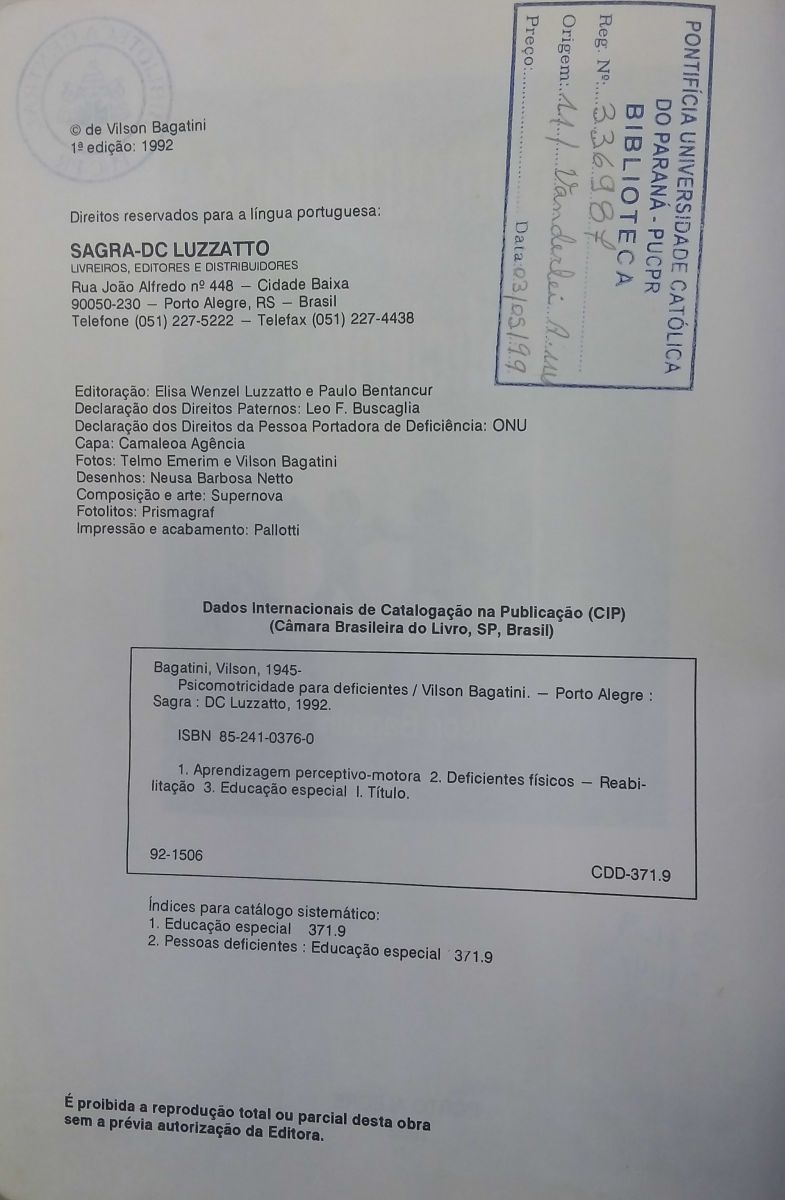 © de Vilson Bagatini
1ª edição: 1992
Direitos reservados para a língua portuguesa:
SAGRA-DC LUZZATTO
LIVREIROS, EDITORES E DISTRIBUIDORES
Rua João Alfredo nº 448 — Cidade Baixa
90050-230 — Porto Alegre, RS — Brasil
Telefone (051) 227-5222 — Telefax (051) 227-4438
PONTIFÍCIA UNIVERSIDADE CATÓLICA
DO PARANÁ - PUCPR
BIBLIOTECA
Reg. Nº: 336987
Origem: Vanderlei
Preço: Data: 03/05/99
Editoração: Elisa Wenzel Luzzatto e Paulo Bentancur
Declaração dos Direitos Paternos: Leo F. Buscaglia
Declaração dos Direitos da Pessoa Portadora de Deficiência: ONU
Capa: Camaleoa Agência
Fotos: Telmo Emerim e Vilson Bagatini
Desenhos: Neusa Barbosa Netto
Composição e arte: Supernova
Fotolitos: Prismagraf
Impressão e acabamento: Pallotti
Dados Internacionais de Catalogação na Publicação (CIP)
(Câmara Brasileira do Livro, SP, Brasil)
Bagatini, Vilson, 1945-
Psicomotricidade para deficientes / Vilson Bagatini. — Porto Alegre :
Sagra : DC Luzzatto, 1992.
ISBN 85-241-0376-0
1. Aprendizagem perceptivo-motora 2. Deficientes físicos — Reabi-
litação 3. Educação especial I. Título.
92-1506
CDD-371.9
Índices para catálogo sistemático:
1. Educação especial 371.9
2. Pessoas deficientes : Educação especial 371.9
É proibida a reprodução total ou parcial desta obra
sem a prévia autorização da Editora.